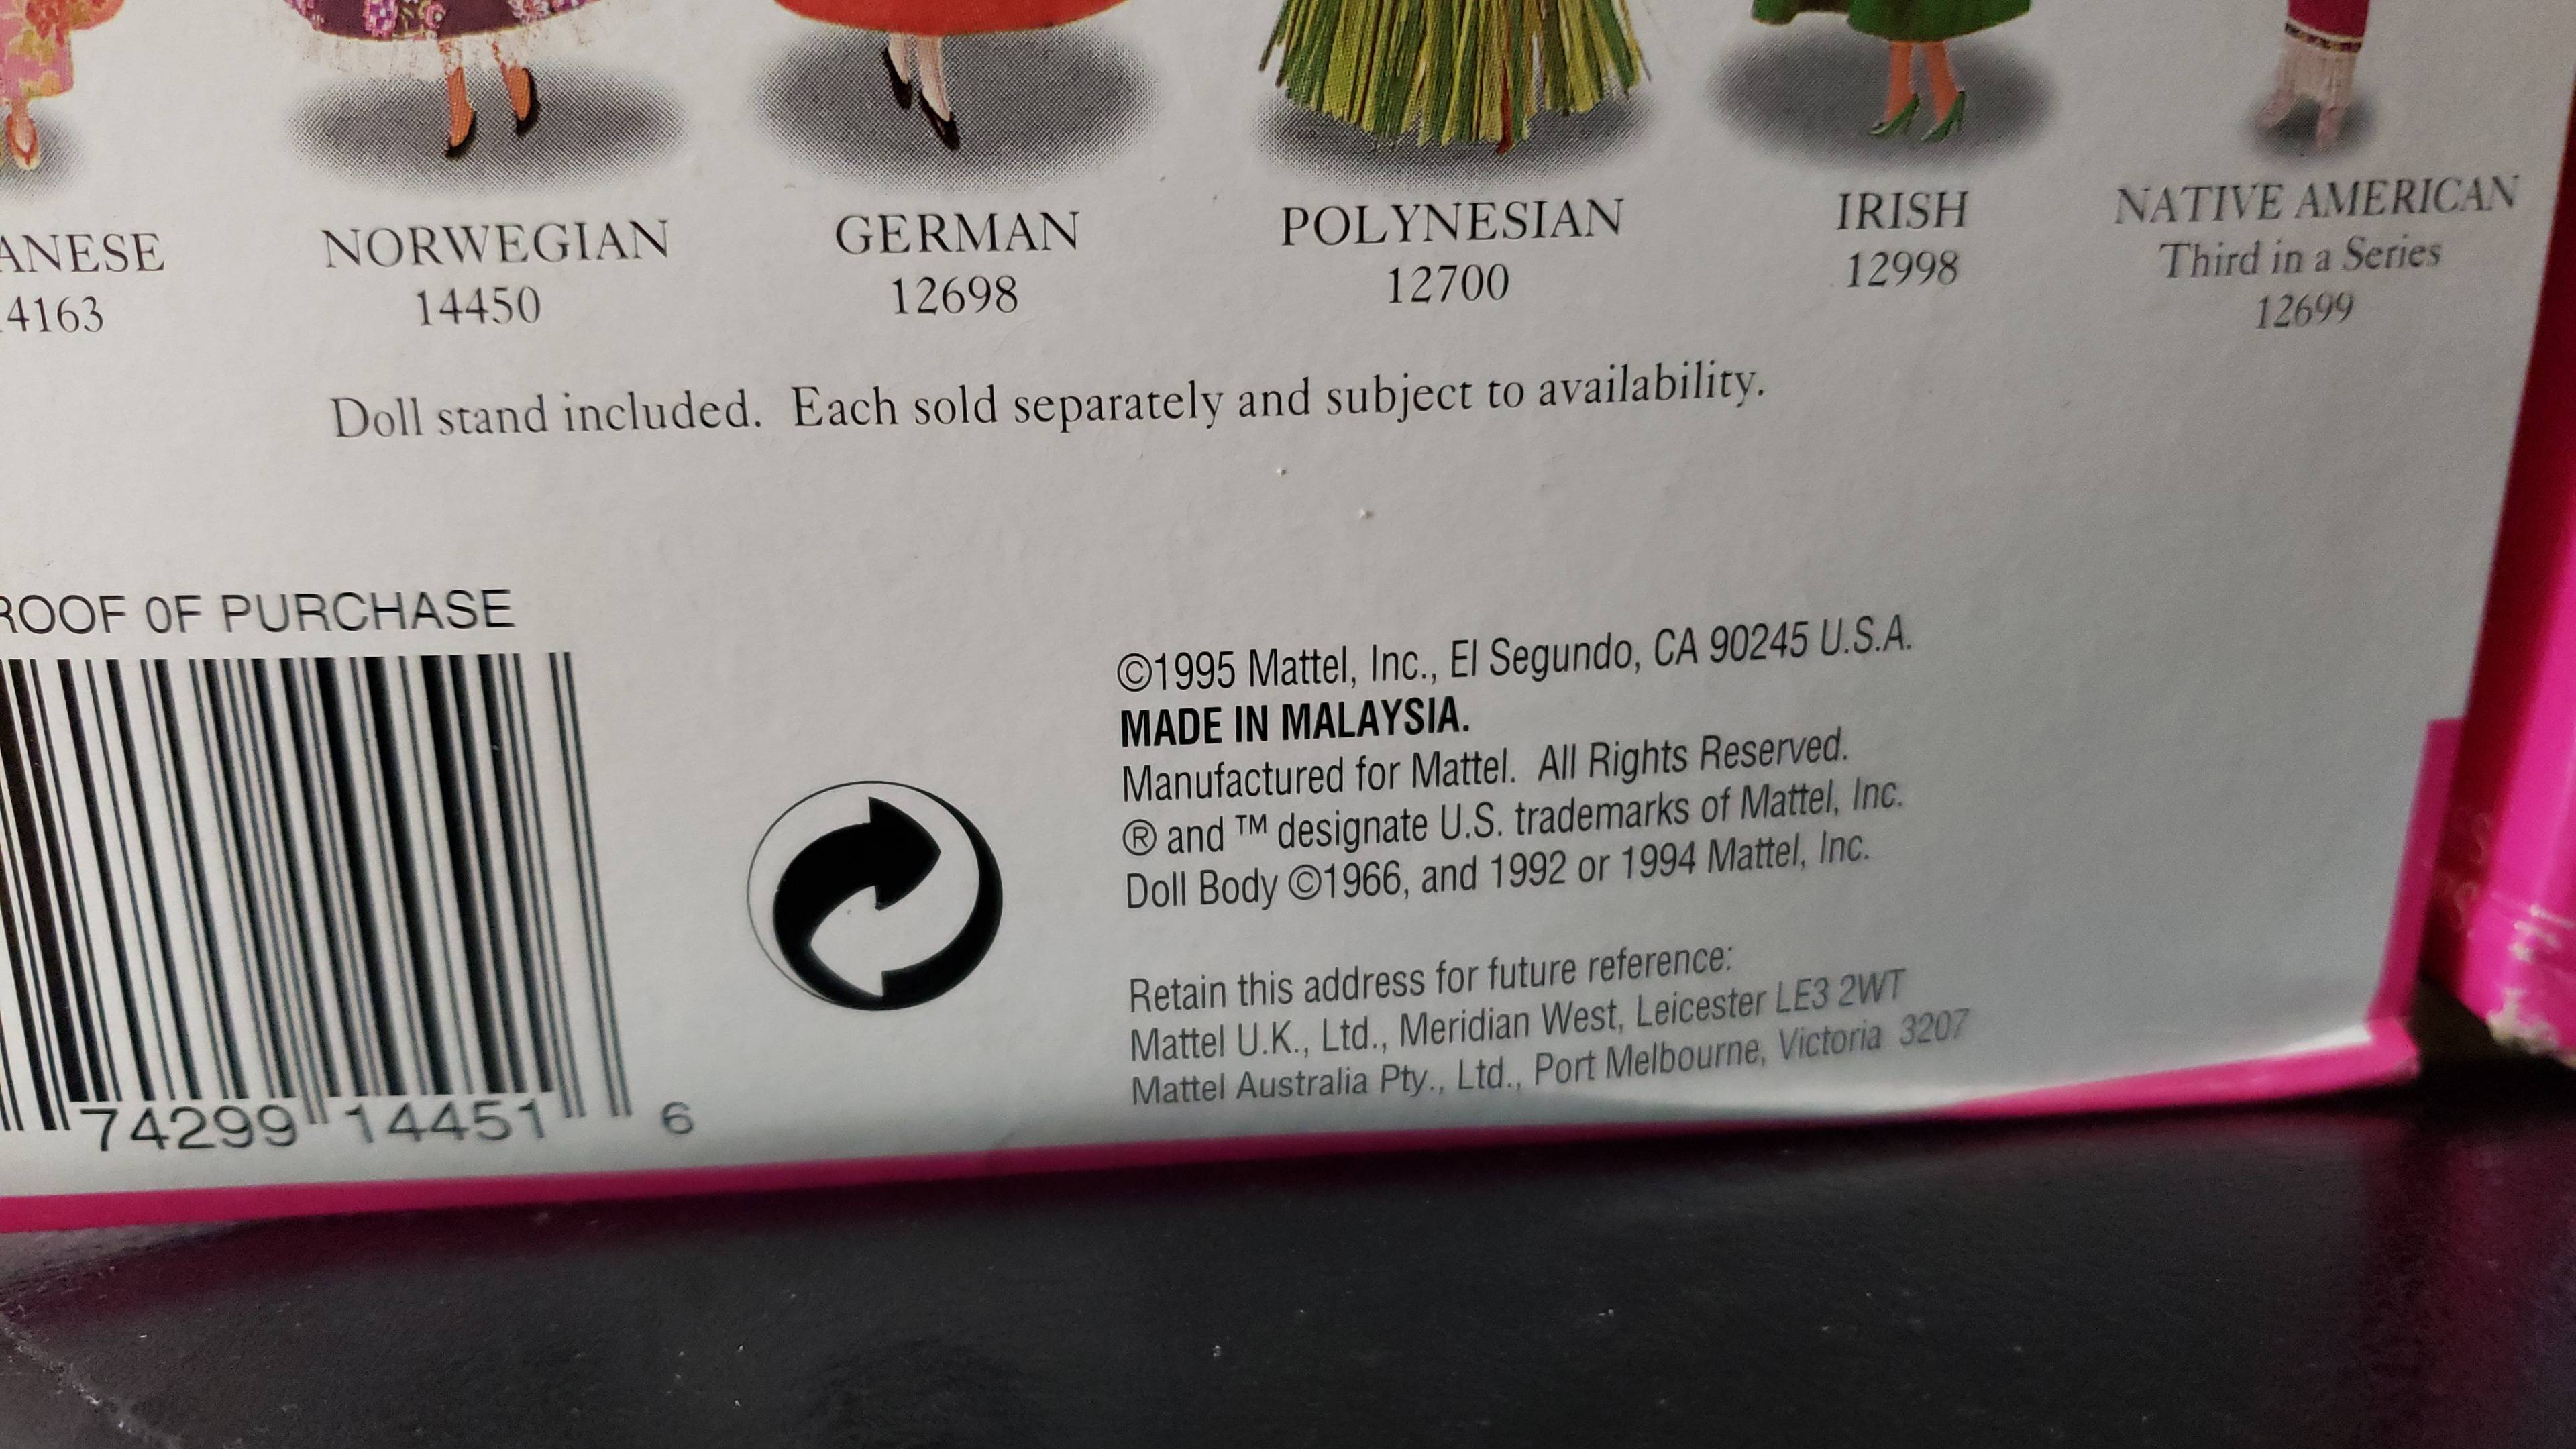 ANESE
4163
NORWEGIAN
14450
GERMAN
12698
POLYNESIAN
12700
IRISH
12998
NATIVE AMERICAN
Third in a Series
12699
Doll stand included. Each sold separately and subject to availability.
ROOF OF PURCHASE
74299 14451 6
©1995 Mattel, Inc., El Segundo, CA 90245 U.S.A.
MADE IN MALAYSIA.
Manufactured for Mattel. All Rights Reserved.
® and ™ designate U.S. trademarks of Mattel, Inc.
Doll Body ©1966, and 1992 or 1994 Mattel, Inc.
Retain this address for future reference:
Mattel U.K., Ltd., Meridian West, Leicester LE3 2WT
Mattel Australia Pty., Ltd., Port Melbourne, Victoria 3207